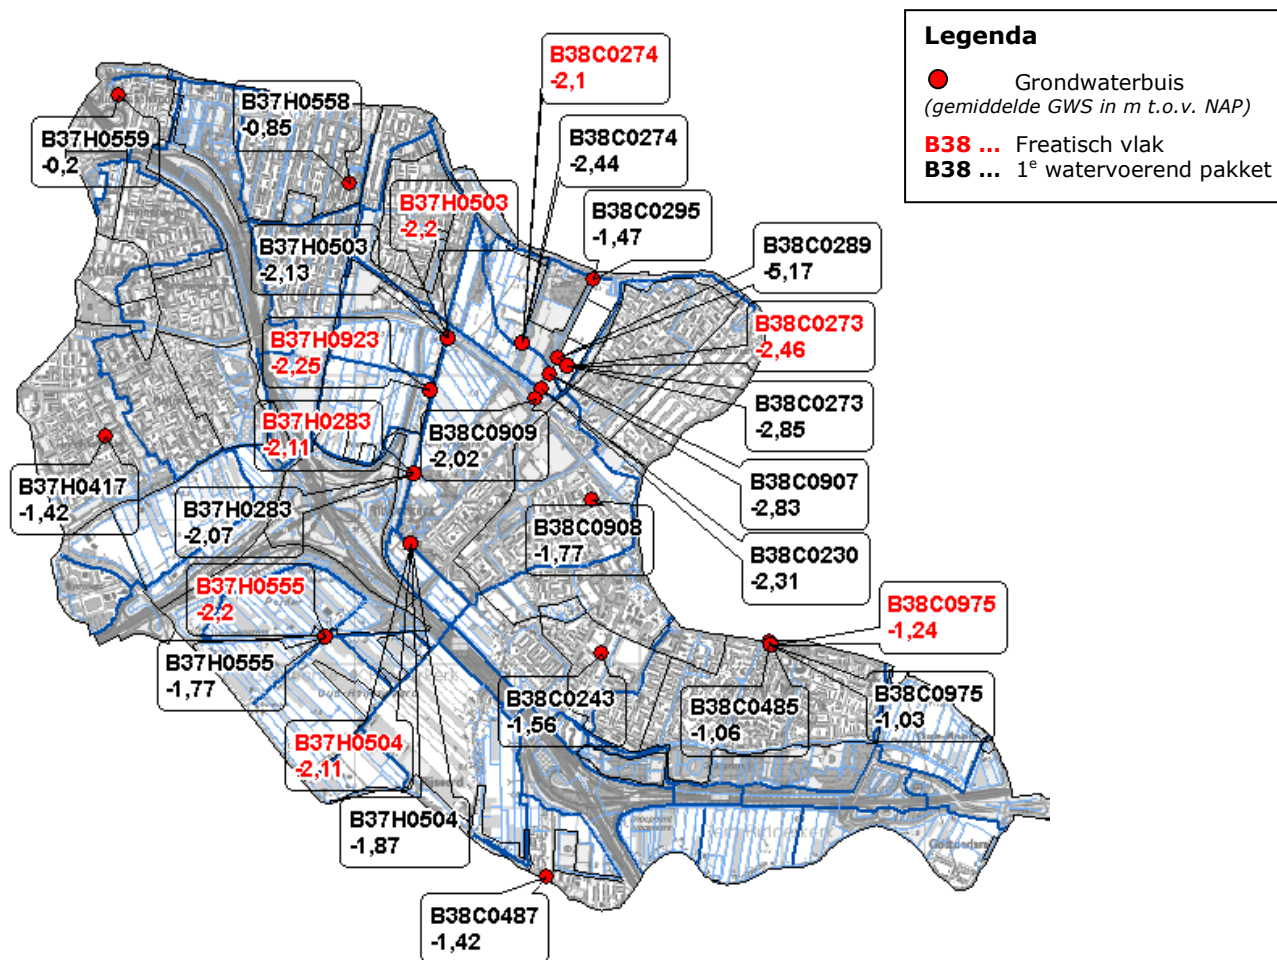 Legenda
Grondwaterbuis
(gemiddelde GWS in m t.o.v. NAP)
B38 ... Freatisch vlak
B38 ... 1e watervoerend pakket
B38C0274
-2,1
B37H0558
-0,85
B38C0274
-2,44
B37H0559
-0,2
B37H0503
-2,2
B38C0295
-1,47
B37H0503
-2,13
B38C0289
-5,17
B38C0273
-2,46
B37H0923
-2,25
B38C0273
-2,85
B37H0283
-2,11
B38C0909
-2,02
B37H0417
-1,42
B38C0907
-2,83
B37H0283
-2,07
B38C0908
-1,77
B38C0230
-2,31
B37H0555
-2,2
B38C0975
-1,24
B37H0555
-1,77
B38C0243
-1,56
B38C0485
-1,06
B38C0975
-1,03
B37H0504
-2,11
B37H0504
-1,87
B38C0487
-1,42